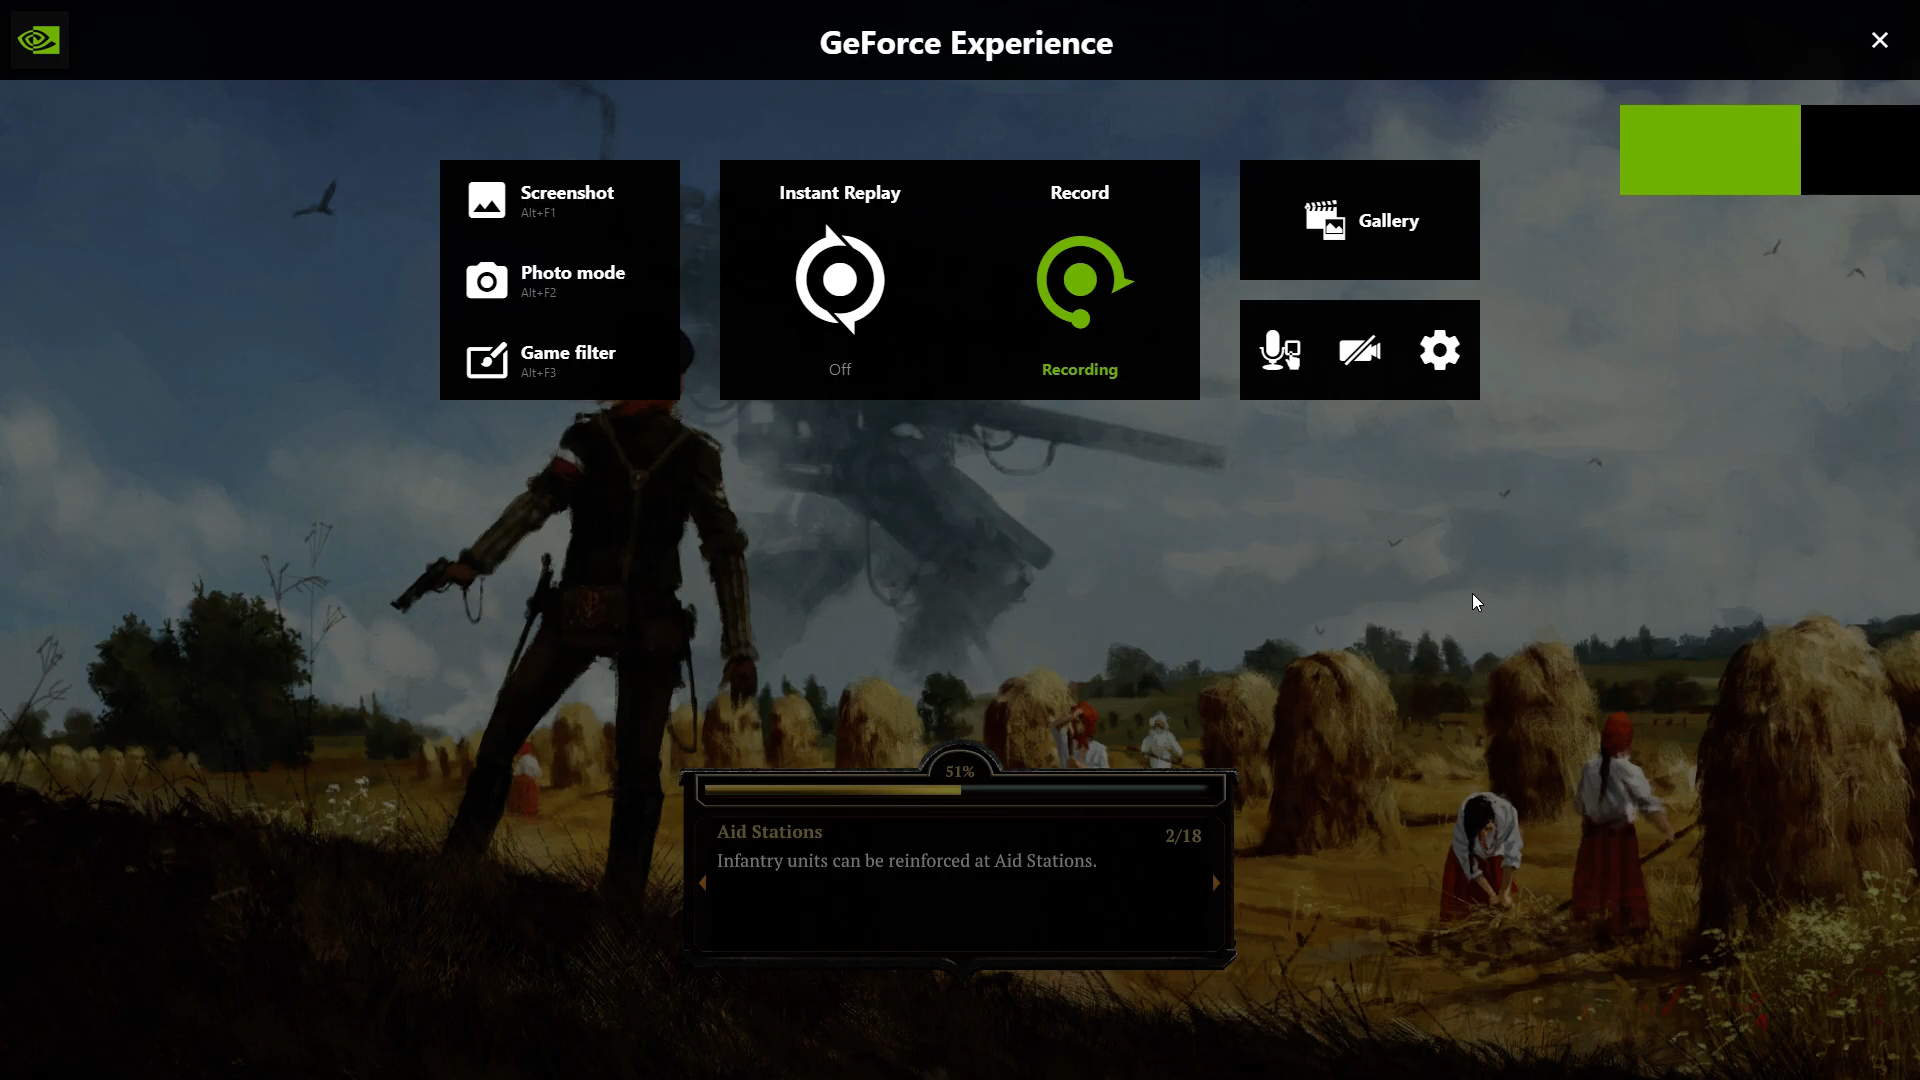 GeForce Experience
Screenshot
Alt+F1
Photo mode
Alt+F2
Game filter
Alt+F3
Instant Replay
Off
Record
Recording
Gallery
51%
Aid Stations
2/18
Infantry units can be reinforced at Aid Stations.